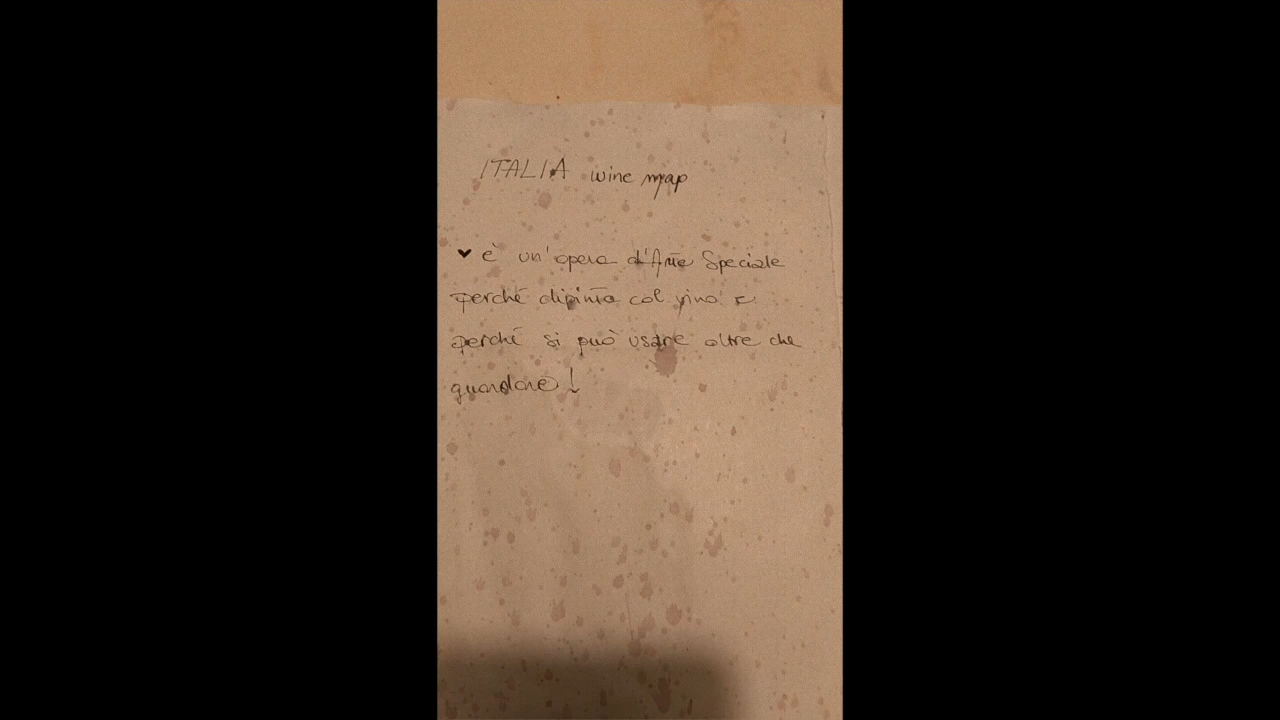 ITALIA wine map
♥ è un'opera d'Arte Speciale
perché dipinta col vino e
perché si può usare oltre che
guardare!